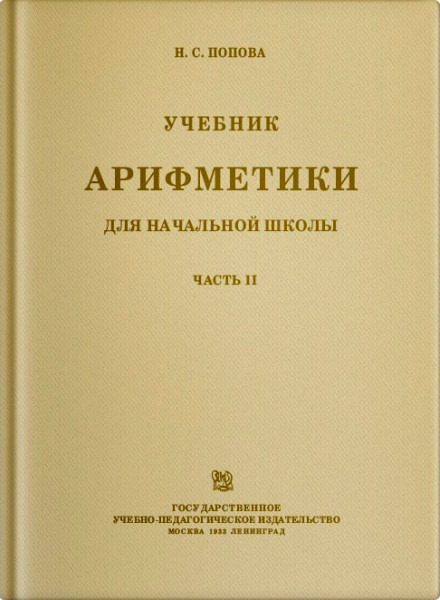 Н. С. ПОПОВА
УЧЕБНИК
АРИФМЕТИКИ
ДЛЯ НАЧАЛЬНОЙ ШКОЛЫ
ЧАСТЬ II
ГОСУДАРСТВЕННОЕ
УЧЕБНО-ПЕДАГОГИЧЕСКОЕ ИЗДАТЕЛЬСТВО
МОСКВА 1933 ЛЕНИНГРАД